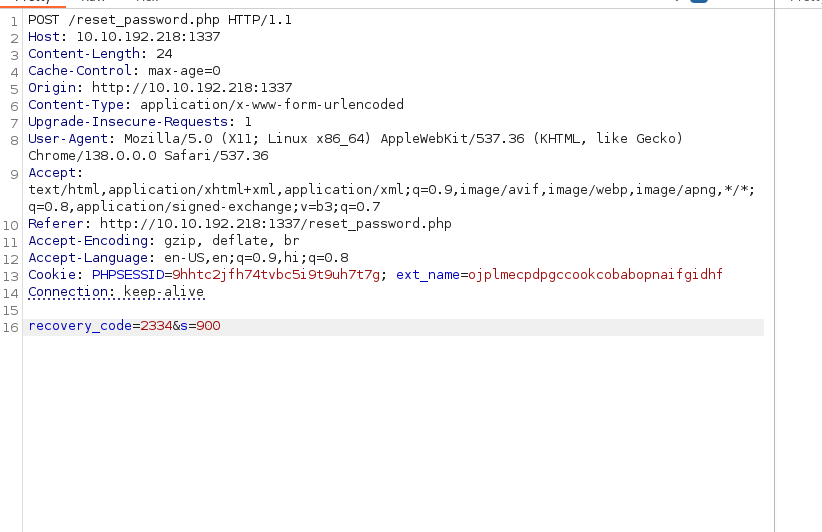 1 POST /reset_password.php HTTP/1.1
2 Host: 10.10.192.218:1337
3 Content-Length: 24
4 Cache-Control: max-age=0
5 Origin: http://10.10.192.218:1337
6 Content-Type: application/x-www-form-urlencoded
7 Upgrade-Insecure-Requests: 1
8 User-Agent: Mozilla/5.0 (X11; Linux x86_64) AppleWebKit/537.36 (KHTML, like Gecko)
Chrome/138.0.0.0 Safari/537.36
9 Accept:
text/html,application/xhtml+xml,application/xml;q=0.9,image/avif,image/webp,image/apng,*/*;
q=0.8,application/signed-exchange;v=b3;q=0.7
10 Referer: http://10.10.192.218:1337/reset_password.php
11 Accept-Encoding: gzip, deflate, br
12 Accept-Language: en-US,en;q=0.9,hi;q=0.8
13 Cookie: PHPSESSID=9hhtc2jfh74tvbc5i9t9uh7t7g; ext_name=ojplmecpdpgccookcobabopnaifgidhf
14 Connection: keep-alive
15
16 recovery_code=2334&s=900